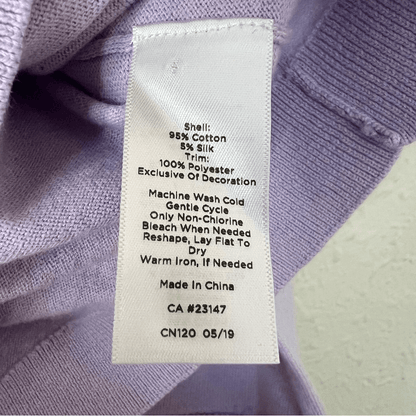 Shell:
95% Cotton
5% Silk
Trim:
100% Polyester
Exclusive Of Decoration
Machine Wash Cold
Gentle Cycle
Only Non-Chlorine
Bleach When Needed
Reshape, Lay Flat To
Dry
Warm Iron, If Needed
Made In China
CA #23147
CN120 05/19